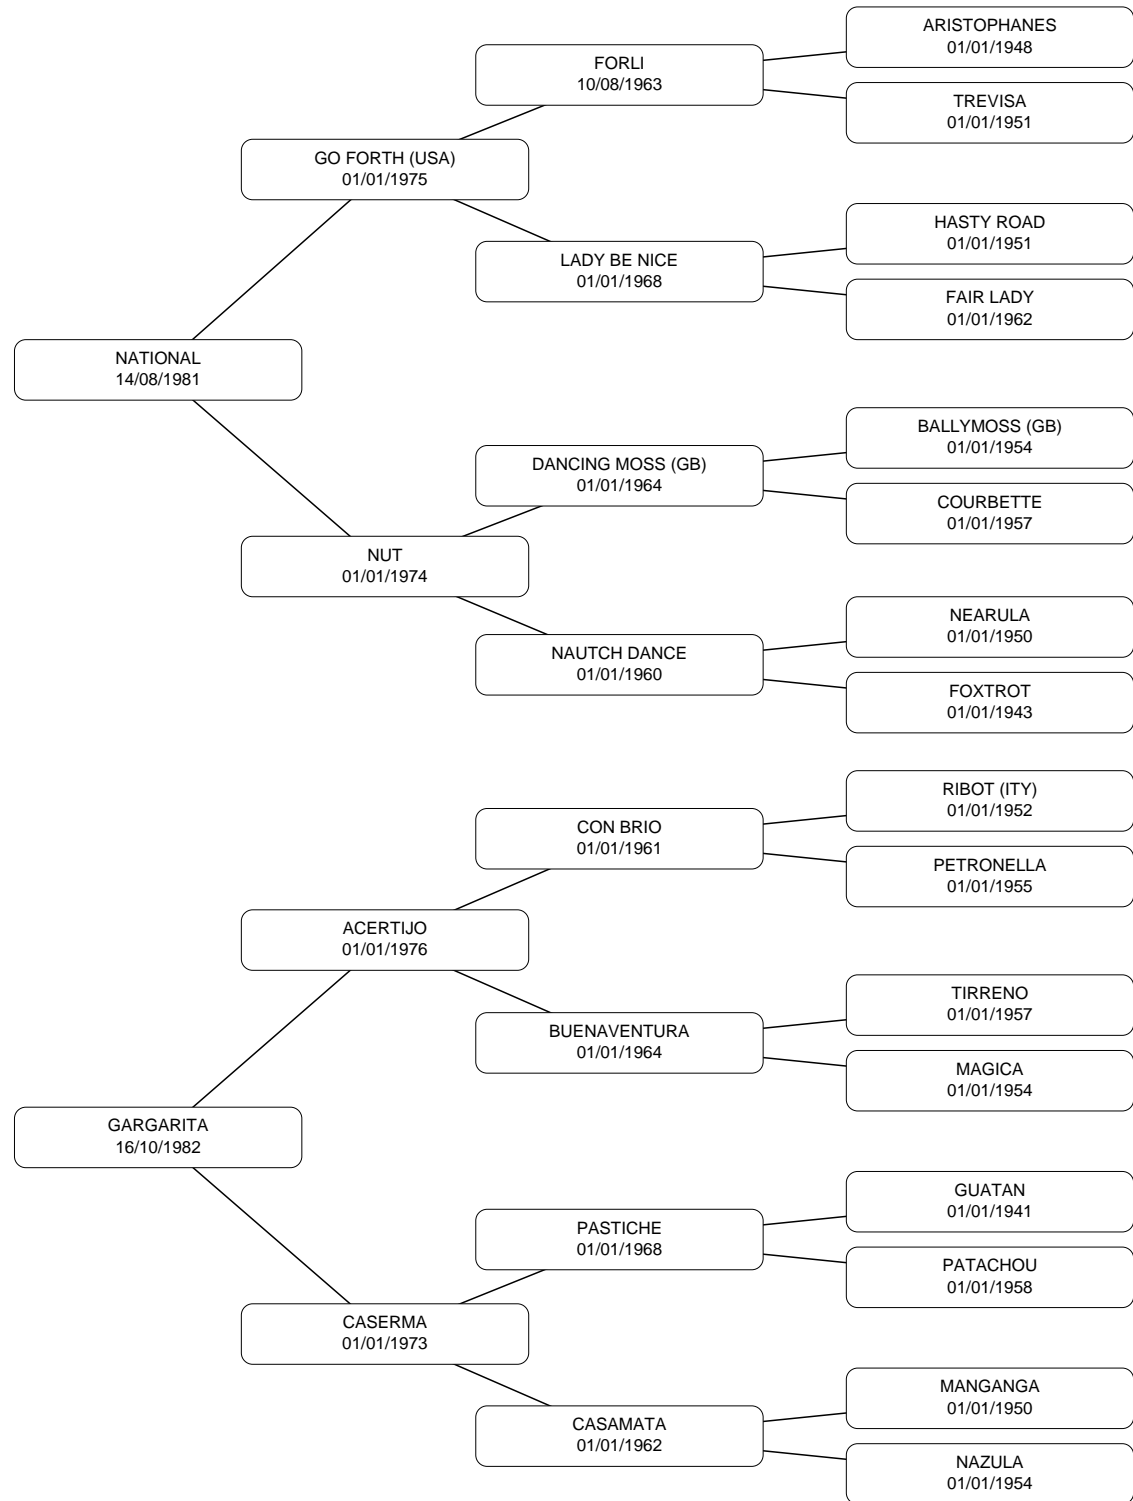 ARISTOPHANES
01/01/1948
FORLI
10/08/1963
TREVISA
01/01/1951
GO FORTH (USA)
01/01/1975
HASTY ROAD
01/01/1951
LADY BE NICE
01/01/1968
FAIR LADY
01/01/1962
NATIONAL
14/08/1981
BALLYMOSS (GB)
01/01/1954
DANCING MOSS (GB)
01/01/1964
COURBETTE
01/01/1957
NUT
01/01/1974
NEARULA
01/01/1950
NAUTCH DANCE
01/01/1960
FOXTROT
01/01/1943
RIBOT (ITY)
01/01/1952
CON BRIO
01/01/1961
PETRONELLA
01/01/1955
ACERTIJO
01/01/1976
TIRRENO
01/01/1957
BUENAVENTURA
01/01/1964
MAGICA
01/01/1954
GARGARITA
16/10/1982
GUATAN
01/01/1941
PASTICHE
01/01/1968
PATACHOU
01/01/1958
CASERMA
01/01/1973
MANGANGA
01/01/1950
CASAMATA
01/01/1962
NAZULA
01/01/1954